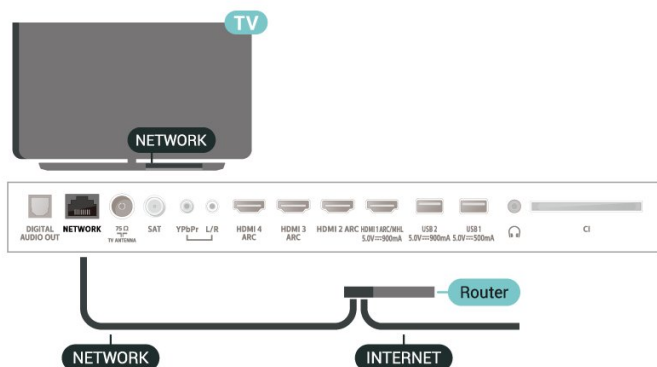 TV
NETWORK
DIGITAL
AUDIO OUT
NETWORK
75 Ω
TV ANTENNA
SAT
YPbPr
L/R
HDMI 4
ARC
HDMI 3
ARC
HDMI 2 ARC
HDMI 1 ARC/MHL
5.0V⎓900mA
USB 2
5.0V⎓900mA
USB 1
5.0V⎓500mA
CI
Router
NETWORK
INTERNET